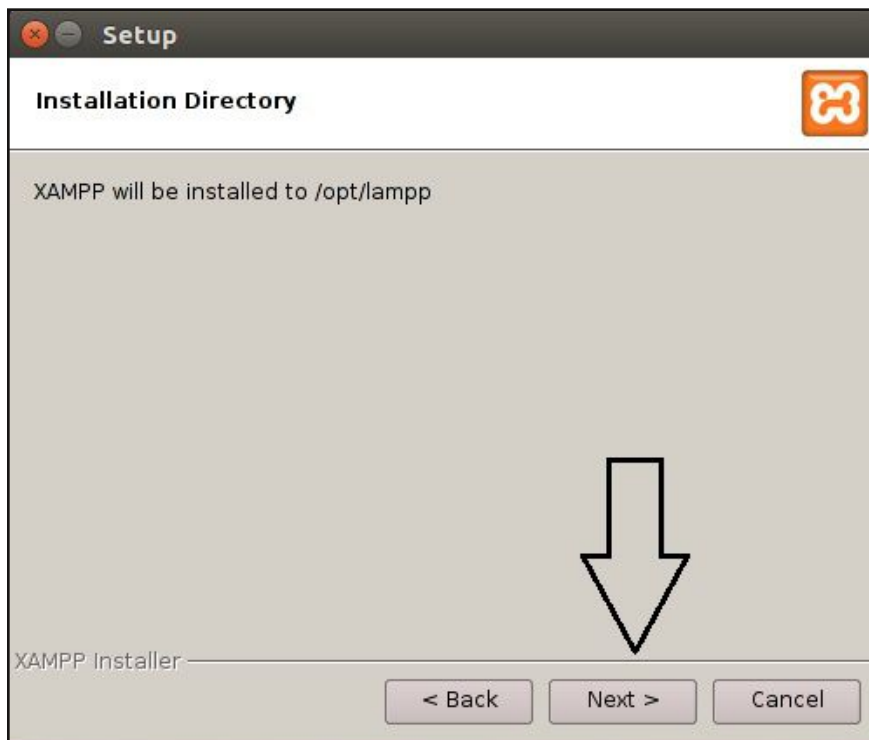 Setup
Installation Directory
XAMPP will be installed to /opt/lampp
XAMPP Installer
< Back Next > Cancel